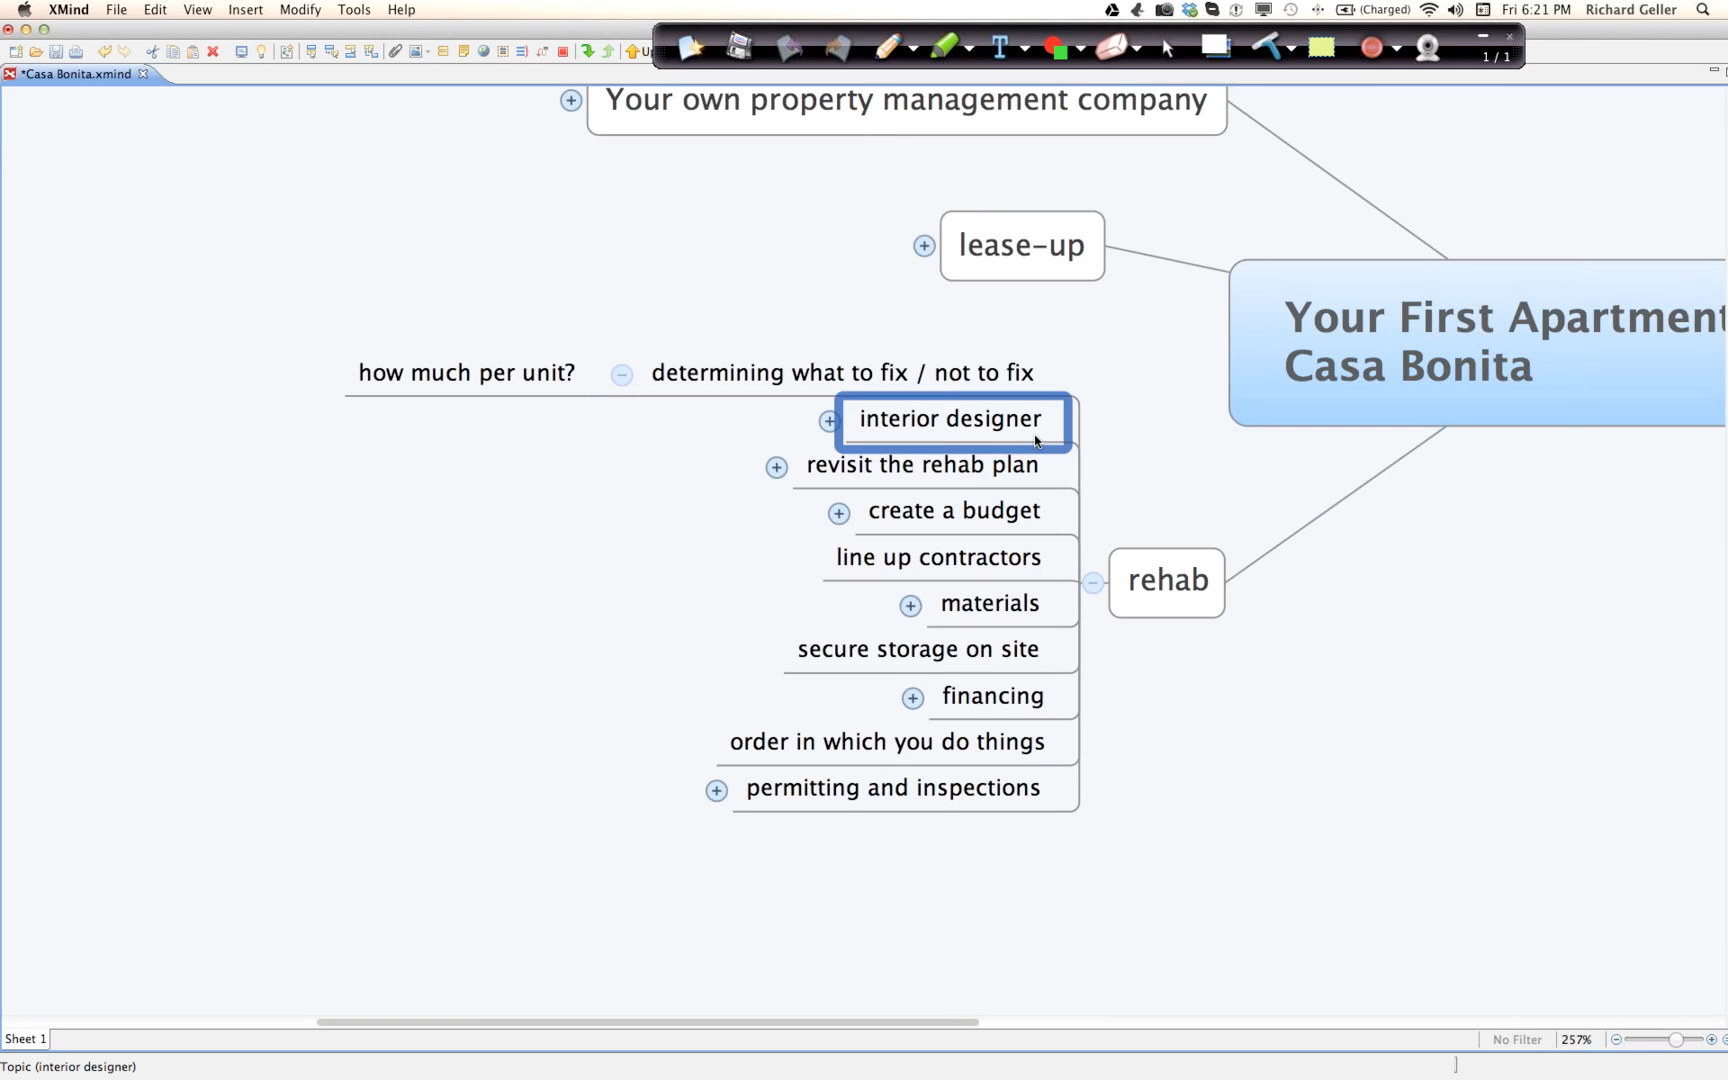 XMind File Edit View Insert Modify Tools Help
(Charged) Fri 6:21 PM Richard Geller
1 / 1
*Casa Bonita.xmind
Your own property management company
lease-up
Your First Apartment
Casa Bonita
how much per unit?
determining what to fix / not to fix
interior designer
revisit the rehab plan
create a budget
line up contractors
rehab
materials
secure storage on site
financing
order in which you do things
permitting and inspections
Sheet 1
No Filter 257%
Topic (interior designer)